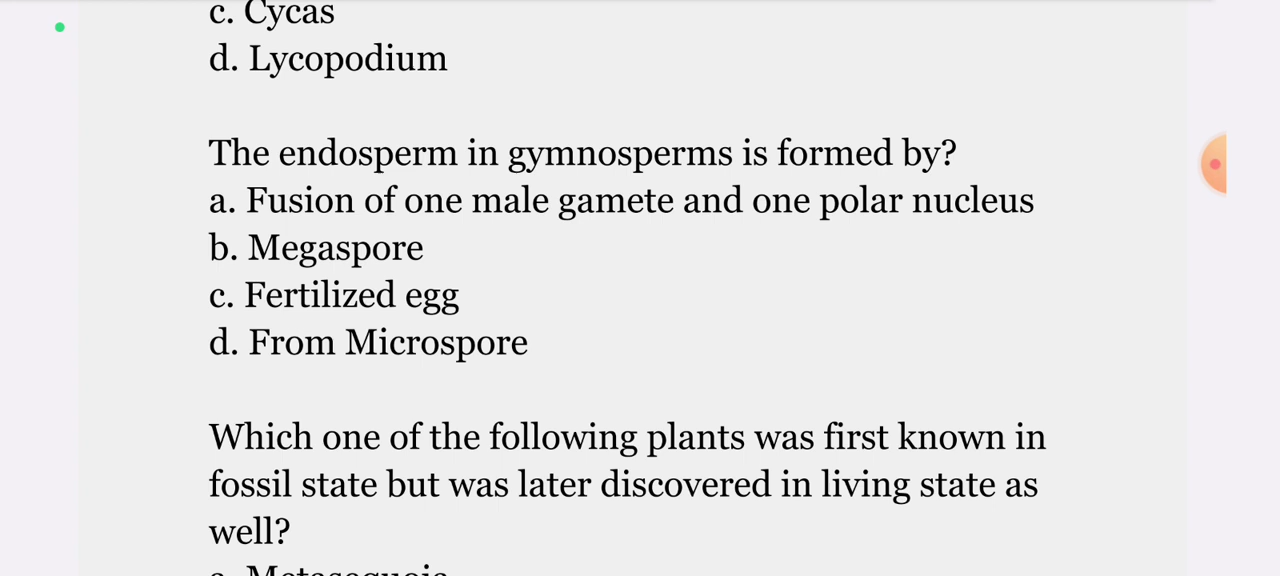 c. Cycas
d. Lycopodium
The endosperm in gymnosperms is formed by?
a. Fusion of one male gamete and one polar nucleus
b. Megaspore
c. Fertilized egg
d. From Microspore
Which one of the following plants was first known in
fossil state but was later discovered in living state as
well?
a. Metasequoia